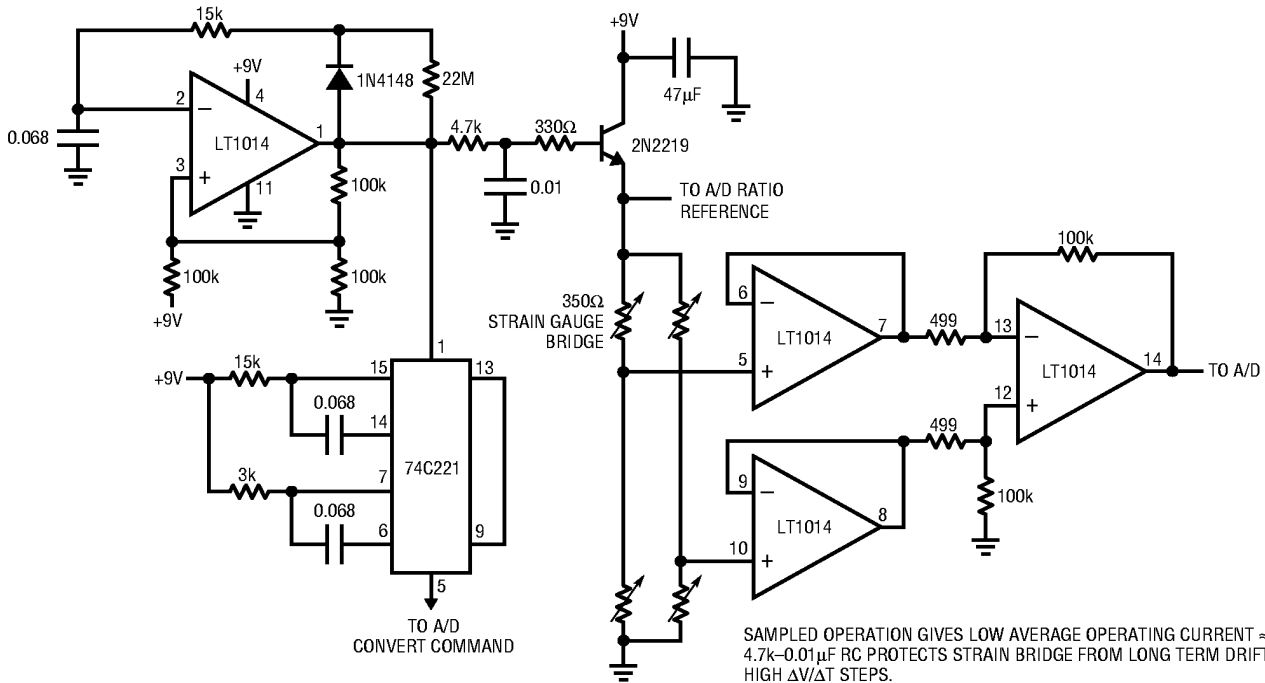 15k
+9V
4
1N4148
22M
2
−
LT1014
1
0.068
3
+
11
100k
100k
100k
+9V
4.7k
330Ω
0.01
+9V
47µF
2N2219
TO A/D RATIO
REFERENCE
350Ω
STRAIN GAUGE
BRIDGE
+9V
15k
0.068
3k
0.068
1
15
13
14
74C221
7
6
9
5
TO A/D
CONVERT COMMAND
6
−
7
LT1014
5
+
499
100k
13
−
14
LT1014
12
+
TO A/D
499
100k
9
−
8
LT1014
10
+
SAMPLED OPERATION GIVES LOW AVERAGE OPERATING CURRENT ≈
4.7k–0.01µF RC PROTECTS STRAIN BRIDGE FROM LONG TERM DRIFT
HIGH ΔV/ΔT STEPS.